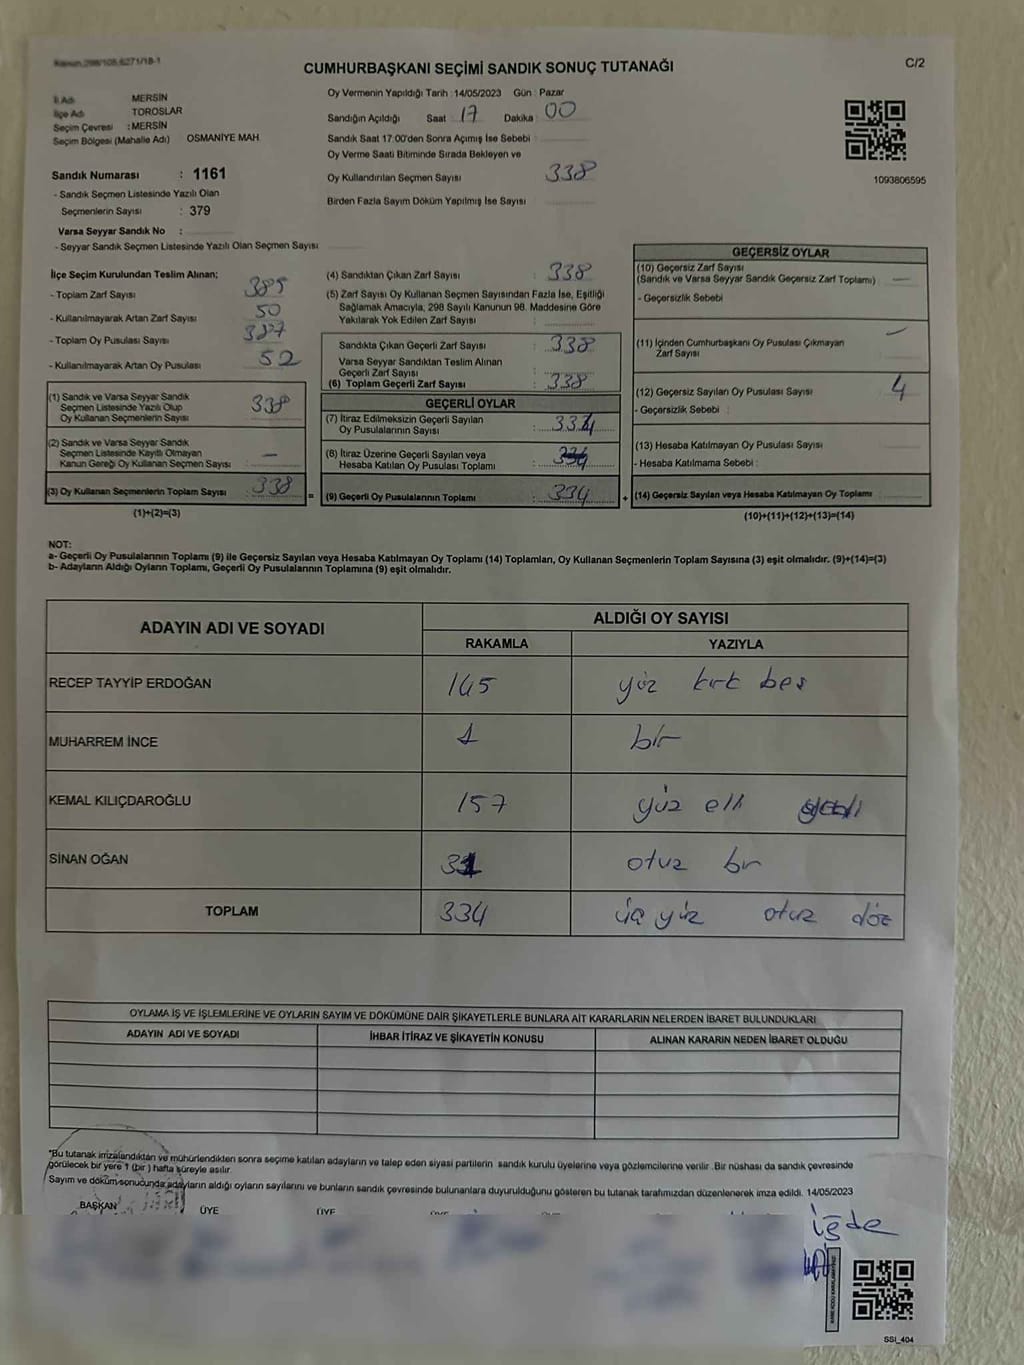 CUMHURBAŞKANI SEÇİMİ SANDIK SONUÇ TUTANAĞI
C/2
İl Adı MERSİN
İlçe Adı TOROSLAR
Seçim Çevresi : MERSİN
Seçim Bölgesi (Mahalle Adı) OSMANİYE MAH.
Sandık Numarası : 1161
- Sandık Seçmen Listesinde Yazılı Olan
Seçmenlerin Sayısı : 379
Varsa Seyyar Sandık No :
- Seyyar Sandık Seçmen Listesinde Yazılı Olan Seçmen Sayısı
Oy Vermenin Yapıldığı Tarih : 14/05/2023 Gün : Pazar
Sandığın Açıldığı Saat 17 Dakika 00
Sandık Saat 17:00'den Sonra Açımış İse Sebebi :
Oy Verme Saati Bitiminde Sırada Bekleyen ve
Oy Kullandırılan Seçmen Sayısı 338
Birden Fazla Sayım Döküm Yapılmış İse Sayısı
1093806595
İlçe Seçim Kurulundan Teslim Alınan;
- Toplam Zarf Sayısı 385
- Kullanılmayarak Artan Zarf Sayısı 50
- Toplam Oy Pusulası Sayısı 387
- Kullanılmayarak Artan Oy Pusulası 52
(1) Sandık ve Varsa Seyyar Sandık
Seçmen Listesinde Yazılı Olup
Oy Kullanan Seçmenlerin Sayısı 338
(2) Sandık ve Varsa Seyyar Sandık
Seçmen Listesinde Kayıtlı Olmayan
Kanun Gereği Oy Kullanan Seçmen Sayısı : —
(3) Oy Kullanan Seçmenlerin Toplam Sayısı : 338 =
(1)+(2)=(3)
(4) Sandıktan Çıkan Zarf Sayısı : 338
(5) Zarf Sayısı Oy Kullanan Seçmen Sayısından Fazla İse, Eşitliği
Sağlamak Amacıyla, 298 Sayılı Kanunun 98. Maddesine Göre
Yakılarak Yok Edilen Zarf Sayısı :
Sandıkta Çıkan Geçerli Zarf Sayısı : 338
Varsa Seyyar Sandıktan Teslim Alınan
Geçerli Zarf Sayısı :
(6) Toplam Geçerli Zarf Sayısı : 338
GEÇERLİ OYLAR
(7) İtiraz Edilmeksizin Geçerli Sayılan
Oy Pusulalarının Sayısı : 334
(8) İtiraz Üzerine Geçerli Sayılan veya
Hesaba Katılan Oy Pusulası Toplamı :
(9) Geçerli Oy Pusulalarının Toplamı : 334 +
GEÇERSİZ OYLAR
(10) Geçersiz Zarf Sayısı
(Sandık ve Varsa Seyyar Sandık Geçersiz Zarf Toplamı) —
- Geçersizlik Sebebi
(11) İçinden Cumhurbaşkanı Oy Pusulası Çıkmayan —
Zarf Sayısı
(12) Geçersiz Sayılan Oy Pusulası Sayısı 4
- Geçersizlik Sebebi :
(13) Hesaba Katılmayan Oy Pusulası Sayısı
- Hesaba Katılmama Sebebi :
(14) Geçersiz Sayılan veya Hesaba Katılmayan Oy Toplamı
(10)+(11)+(12)+(13)=(14)
NOT:
a- Geçerli Oy Pusulalarının Toplamı (9) ile Geçersiz Sayılan veya Hesaba Katılmayan Oy Toplamı (14) Toplamları, Oy Kullanan Seçmenlerin Toplam Sayısına (3) eşit olmalıdır. (9)+(14)=(3)
b- Adayların Aldığı Oyların Toplamı, Geçerli Oy Pusulalarının Toplamına (9) eşit olmalıdır.
ADAYIN ADI VE SOYADI ALDIĞI OY SAYISI
RAKAMLA YAZIYLA
RECEP TAYYİP ERDOĞAN 145 yüz kırk beş
MUHARREM İNCE 1 bir
KEMAL KILIÇDAROĞLU 157 yüz elli yedi
SİNAN OĞAN 31 otuz bir
TOPLAM 334 üç yüz otuz döz
OYLAMA İŞ VE İŞLEMLERİNE VE OYLARIN SAYIM VE DÖKÜMÜNE DAİR ŞİKAYETLERLE BUNLARA AİT KARARLARIN NELERDEN İBARET BULUNDUKLARI
ADAYIN ADI VE SOYADI İHBAR İTİRAZ VE ŞİKAYETİN KONUSU ALINAN KARARIN NEDEN İBARET OLDUĞU
*Bu tutanak imzalandıktan ve mühürlendikten sonra seçime katılan adayların ve talep eden siyasi partilerin sandık kurulu üyelerine veya gözlemcilerine verilir. Bir nüshası da sandık çevresinde
görülecek bir yere 1 (bir) hafta süreyle asılır.
Sayım ve döküm sonucunda adayların aldığı oyların sayılarını ve bunların sandık çevresinde bulunanlara duyurulduğunu gösteren bu tutanak tarafımızdan düzenlenerek imza edildi. 14/05/2023
BAŞKAN ÜYE ÜYE
SSI_404